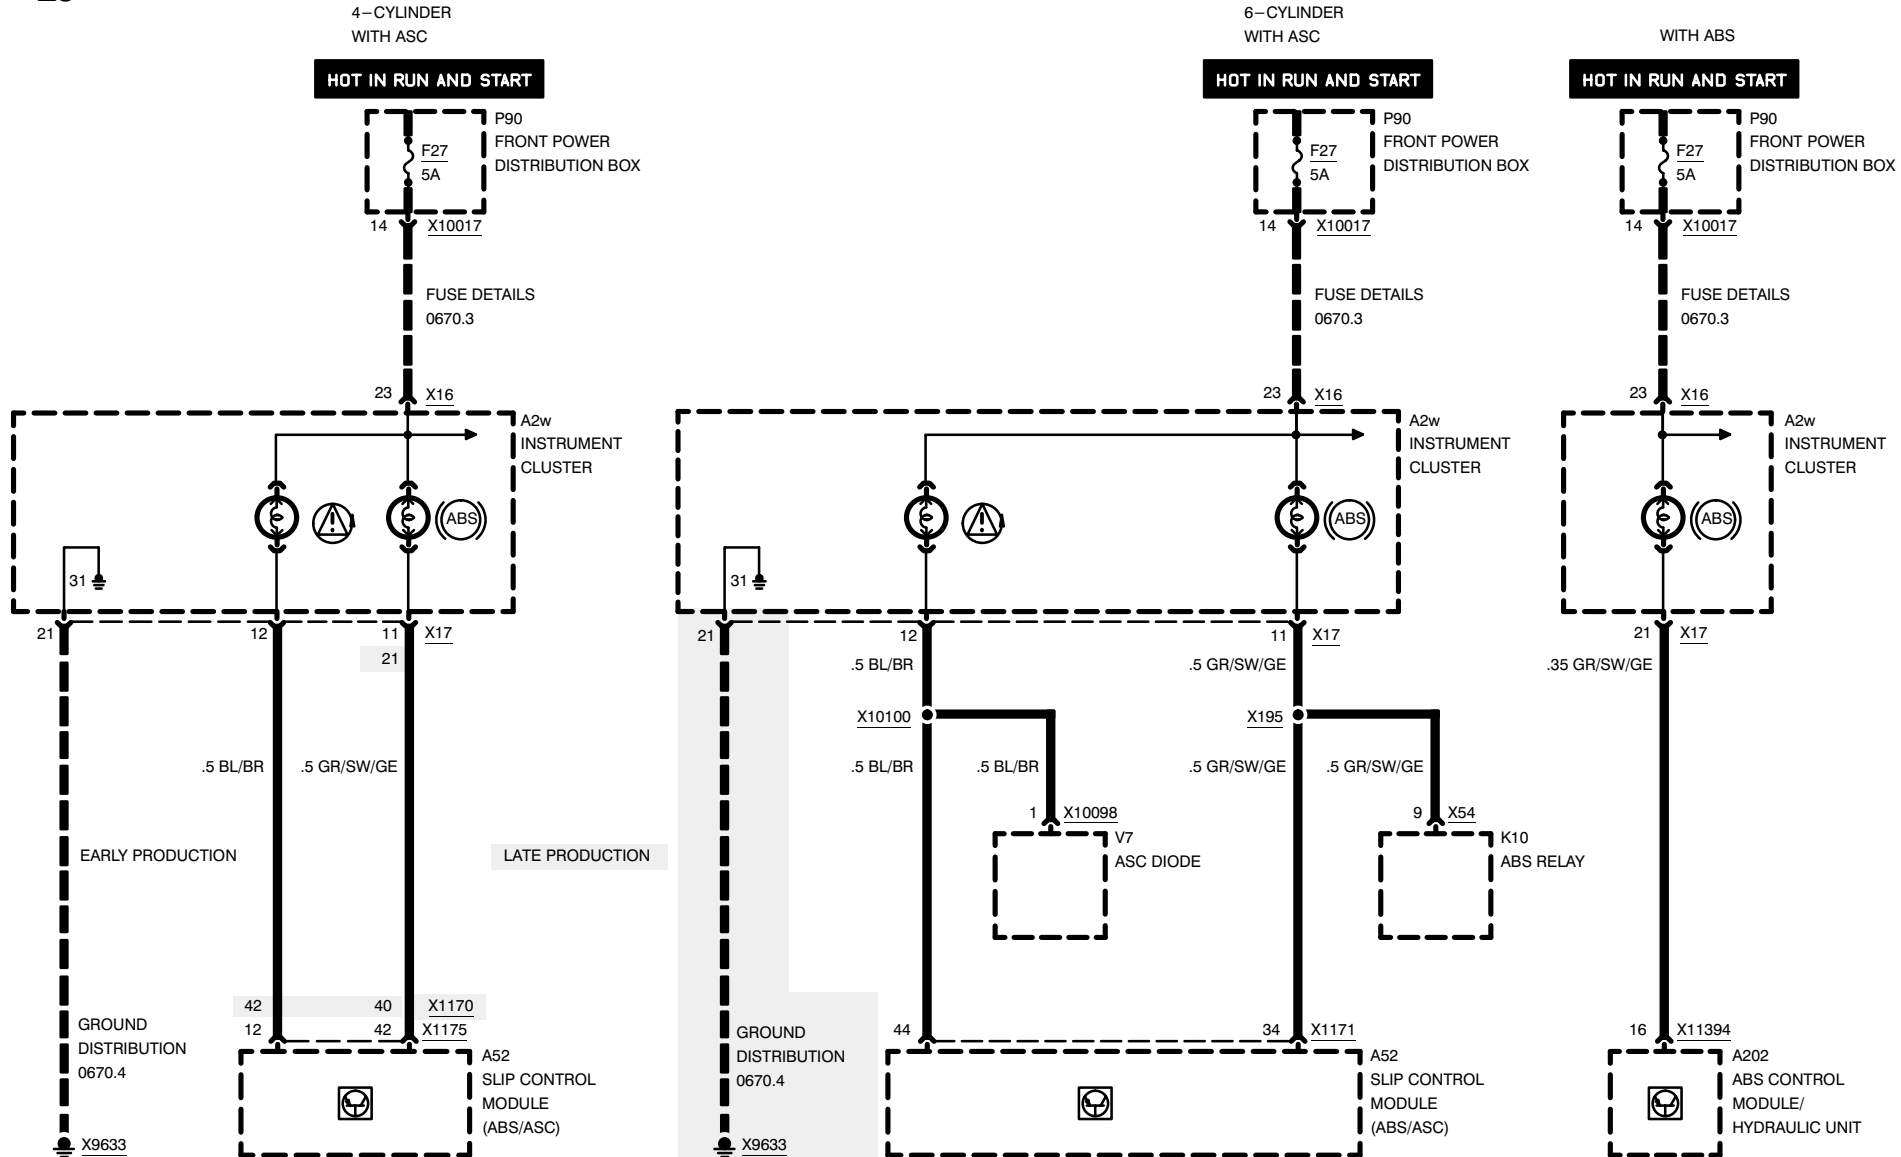 4–CYLINDER
WITH ASC
HOT IN RUN AND START
P90
FRONT POWER
DISTRIBUTION BOX
F27
5A
14
X10017
FUSE DETAILS
0670.3
23
X16
A2w
INSTRUMENT
CLUSTER
ABS
31
21
12
11
X17
21
.5 BL/BR
.5 GR/SW/GE
EARLY PRODUCTION
LATE PRODUCTION
42
40
X1170
12
42
X1175
GROUND
DISTRIBUTION
0670.4
X9633
A52
SLIP CONTROL
MODULE
(ABS/ASC)
6–CYLINDER
WITH ASC
HOT IN RUN AND START
P90
FRONT POWER
DISTRIBUTION BOX
F27
5A
14
X10017
FUSE DETAILS
0670.3
23
X16
A2w
INSTRUMENT
CLUSTER
ABS
31
21
12
11
X17
.5 BL/BR
.5 GR/SW/GE
X10100
X195
.5 BL/BR
.5 BL/BR
.5 GR/SW/GE
.5 GR/SW/GE
1
X10098
V7
ASC DIODE
9
X54
K10
ABS RELAY
44
34
X1171
GROUND
DISTRIBUTION
0670.4
X9633
A52
SLIP CONTROL
MODULE
(ABS/ASC)
WITH ABS
HOT IN RUN AND START
P90
FRONT POWER
DISTRIBUTION BOX
F27
5A
14
X10017
FUSE DETAILS
0670.3
23
X16
A2w
INSTRUMENT
CLUSTER
ABS
21
X17
.35 GR/SW/GE
16
X11394
A202
ABS CONTROL
MODULE/
HYDRAULIC UNIT